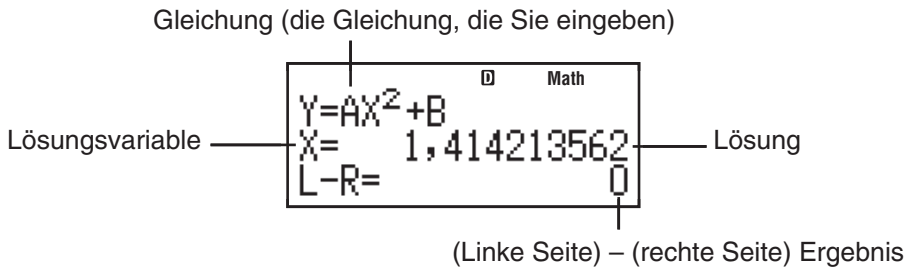 Gleichung (die Gleichung, die Sie eingeben)
D Math
Y=AX²+B
Lösungsvariable X= 1,414213562 Lösung
L-R= 0
(Linke Seite) – (rechte Seite) Ergebnis